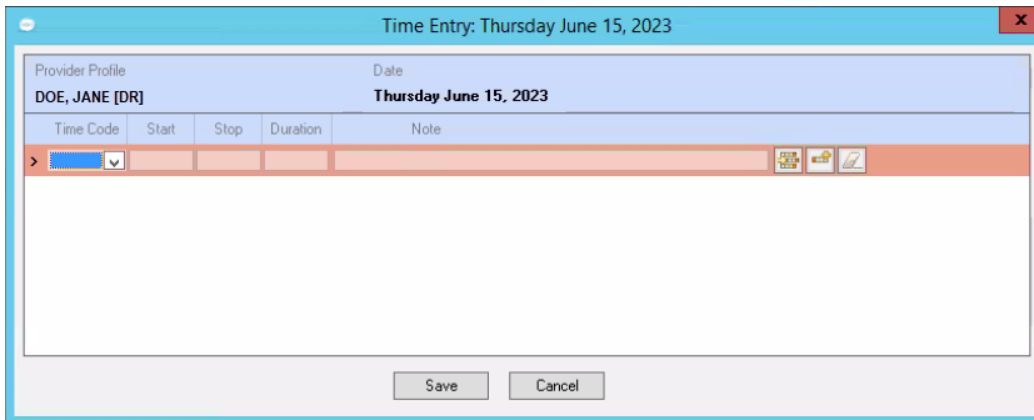 Time Entry: Thursday June 15, 2023
x
Provider Profile Date
DOE, JANE [DR] Thursday June 15, 2023
Time Code Start Stop Duration Note
Save Cancel